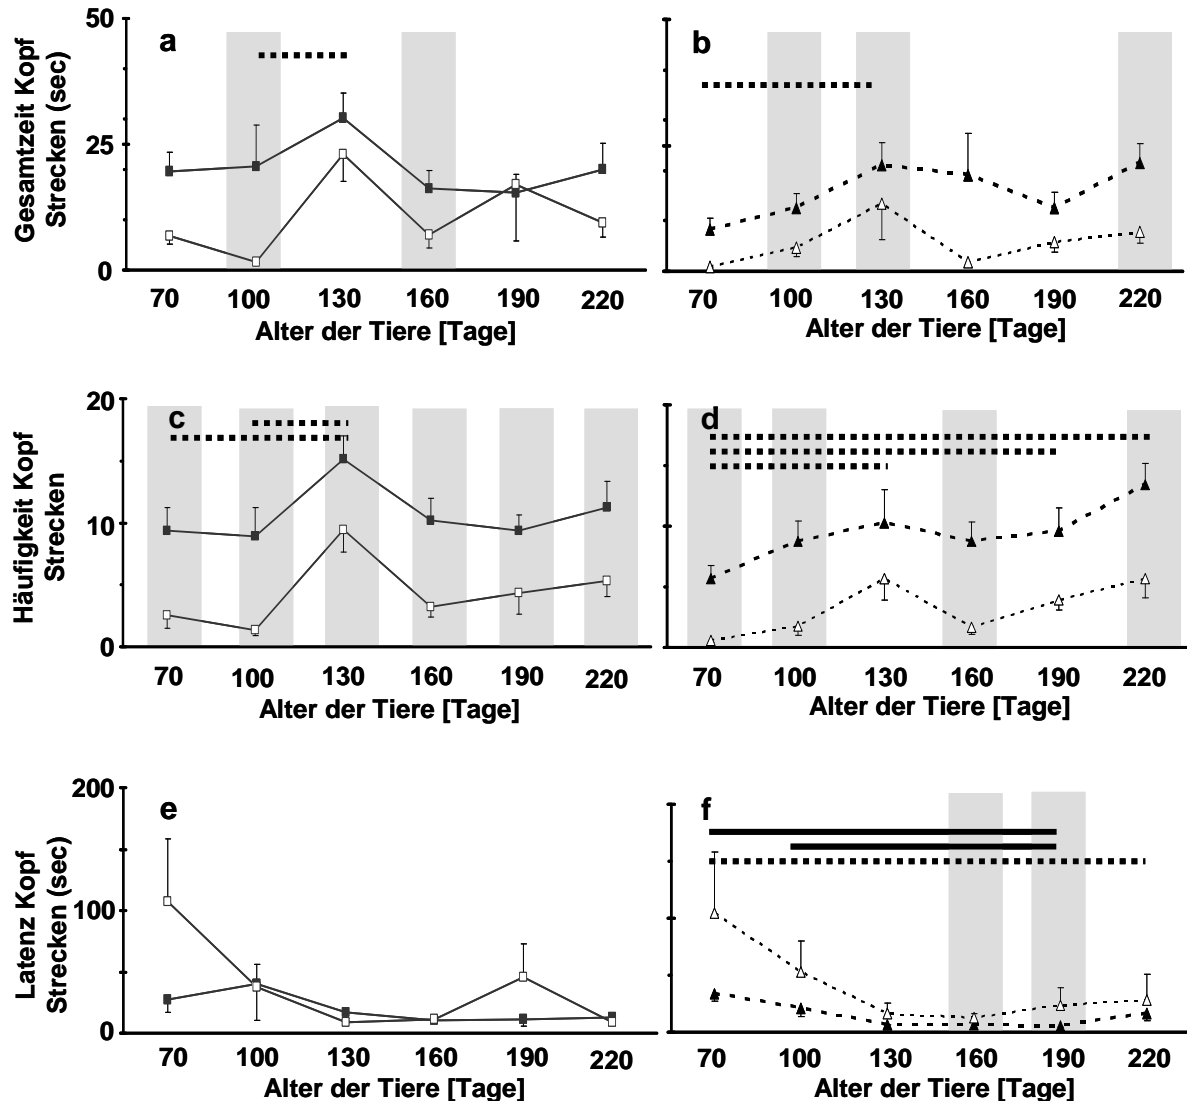 50
a
b
Gesamtzeit Kopf
Strecken (sec)
25
0
70 100 130 160 190 220
Alter der Tiere [Tage]
70 100 130 160 190 220
Alter der Tiere [Tage]
20
c
d
Häufigkeit Kopf
Strecken
10
0
70 100 130 160 190 220
Alter der Tiere [Tage]
70 100 130 160 190 220
Alter der Tiere [Tage]
200
e
f
Latenz Kopf
Strecken (sec)
100
0
70 100 130 160 190 220
Alter der Tiere [Tage]
70 100 130 160 190 220
Alter der Tiere [Tage]